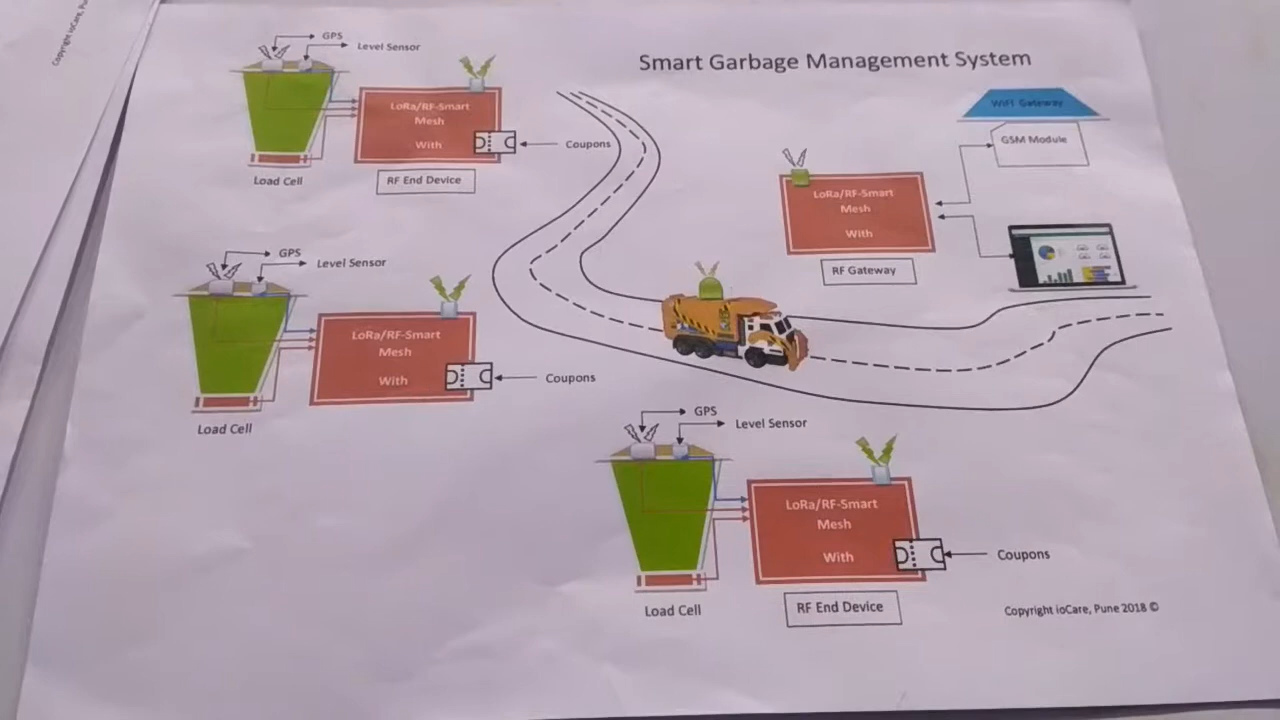 Copyright ioCare, Pu
Smart Garbage Management System
GPS
Level Sensor
LoRa/RF-Smart
Mesh
With
Coupons
Load Cell
RF End Device
WiFi Gateway
GSM Module
LoRa/RF-Smart
Mesh
With
RF Gateway
GPS
Level Sensor
LoRa/RF-Smart
Mesh
With
Coupons
Load Cell
GPS
Level Sensor
LoRa/RF-Smart
Mesh
With
Coupons
Load Cell
RF End Device
Copyright ioCare, Pune 2018 ©